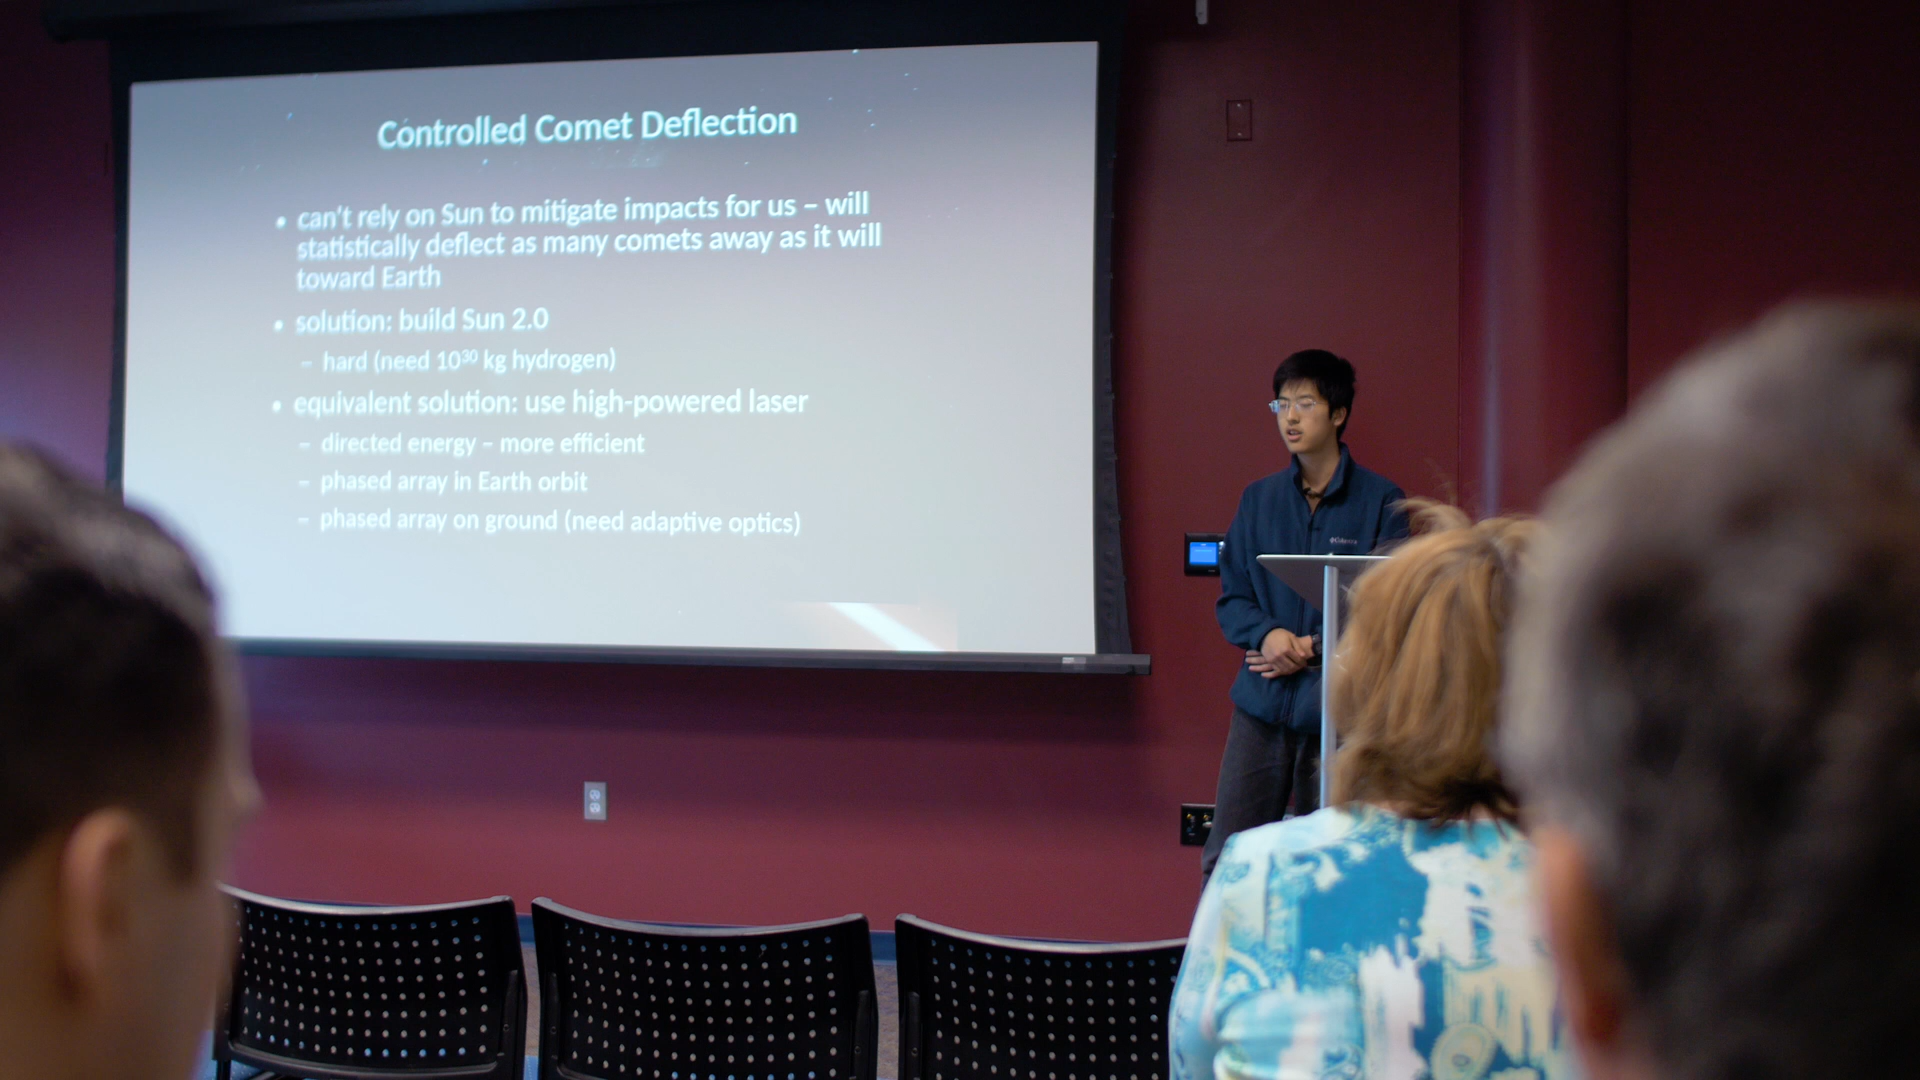 Controlled Comet Deflection
• can't rely on Sun to mitigate impacts for us – will
statistically deflect as many comets away as it will
toward Earth
• solution: build Sun 2.0
– hard (need 10³⁰ kg hydrogen)
• equivalent solution: use high-powered laser
– directed energy – more efficient
– phased array in Earth orbit
– phased array on ground (need adaptive optics)
Columbia